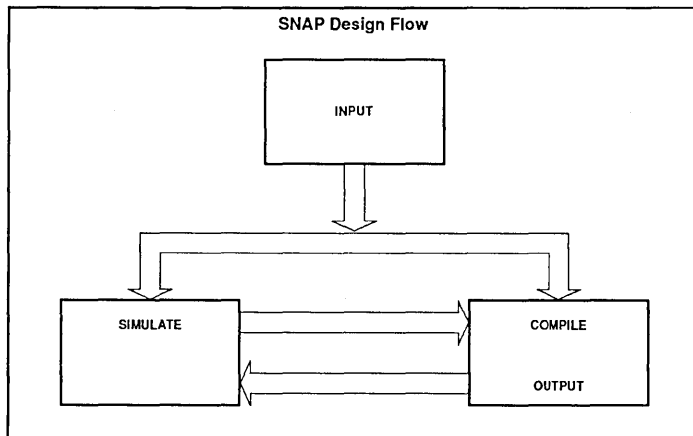 SNAP Design Flow
INPUT
SIMULATE
COMPILE
OUTPUT